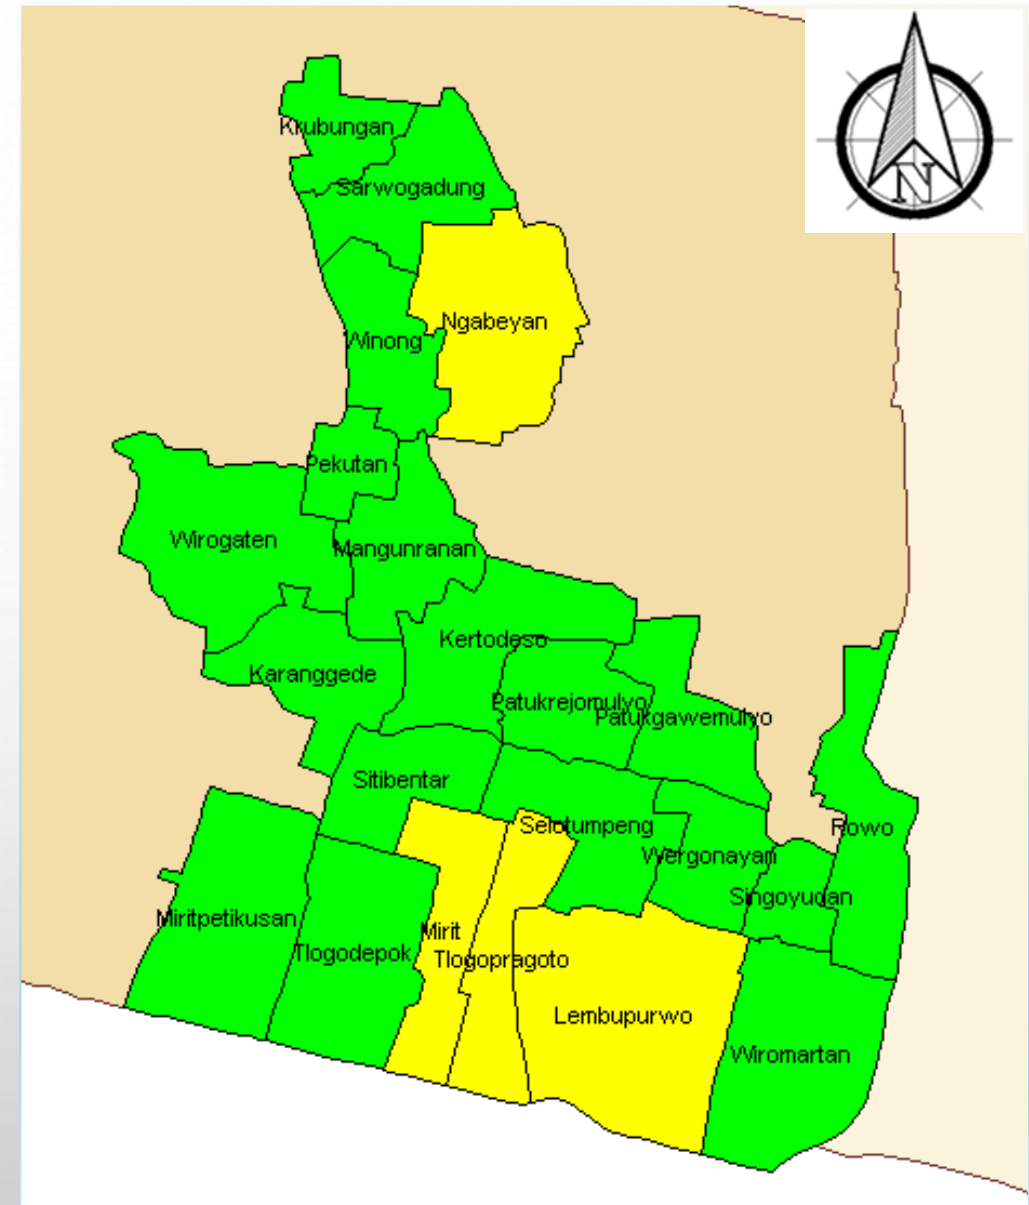 N
Krubungan
Sarwogadung
Ngabeyan
Winong
Pekutan
Wirogaten
Mangunranan
Kertodeso
Karanggede
Patukrejomulyo
Patukgawemulyo
Sitibentar
Selotumpeng
Rowo
Wergonayan
Singoyudan
Miritpetikusan
Mirit
Tlogodepok
Tlogopragoto
Lembupurwo
Wiromartan